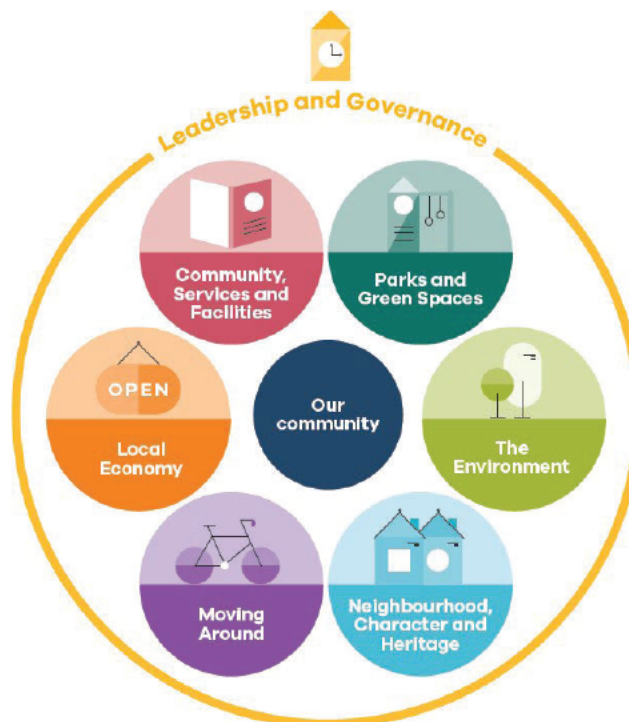 Leadership and Governance
Community,
Services and
Facilities
Parks and
Green Spaces
OPEN
Local
Economy
Our
community
The
Environment
Moving
Around
Neighbourhood,
Character and
Heritage